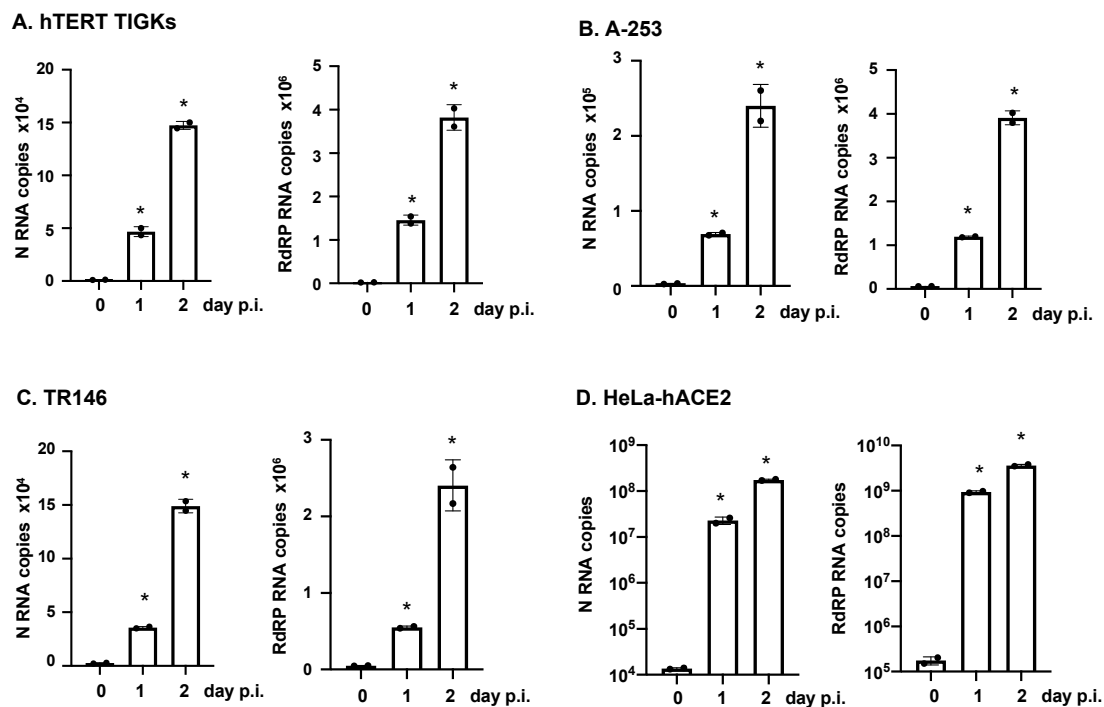 A. hTERT TIGKs
N RNA copies x10⁴
20
15
10
5
0
*
*
0 1 2 day p.i.
RdRP RNA copies x10⁶
5
4
3
2
1
0
*
*
0 1 2 day p.i.
B. A-253
N RNA copies x10⁵
3
2
1
0
*
*
0 1 2 day p.i.
RdRP RNA copies x10⁶
5
4
3
2
1
0
*
*
0 1 2 day p.i.
C. TR146
N RNA copies x10⁴
20
15
10
5
0
*
*
0 1 2 day p.i.
RdRP RNA copies x10⁶
3
2
1
0
*
*
0 1 2 day p.i.
D. HeLa-hACE2
N RNA copies
10⁹
10⁸
10⁷
10⁶
10⁵
10⁴
*
*
0 1 2 day p.i.
RdRP RNA copies
10¹⁰
10⁹
10⁸
10⁷
10⁶
10⁵
*
*
0 1 2 day p.i.